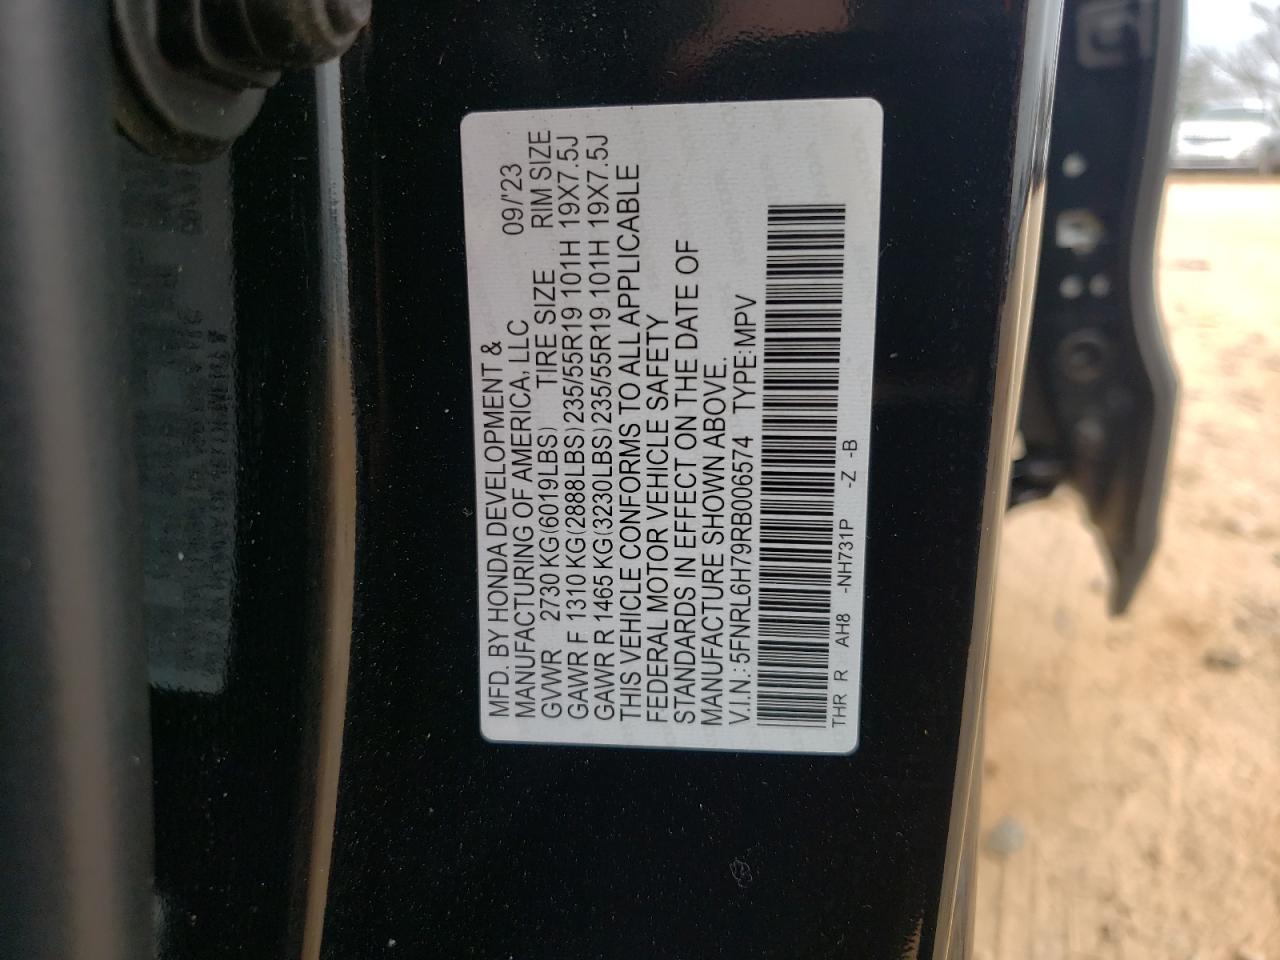 MFD. BY HONDA DEVELOPMENT &
MANUFACTURING OF AMERICA, LLC 09/'23
GVWR 2730 KG(6019LBS) TIRE SIZE RIM SIZE
GAWR F 1310 KG(2888LBS) 235/55R19 101H 19X7.5J
GAWR R 1465 KG(3230LBS) 235/55R19 101H 19X7.5J
THIS VEHICLE CONFORMS TO ALL APPLICABLE
FEDERAL MOTOR VEHICLE SAFETY
STANDARDS IN EFFECT ON THE DATE OF
MANUFACTURE SHOWN ABOVE.
V.I.N.: 5FNRL6H79RB006574 TYPE: MPV
THR R AH8 -NH731P -Z -B